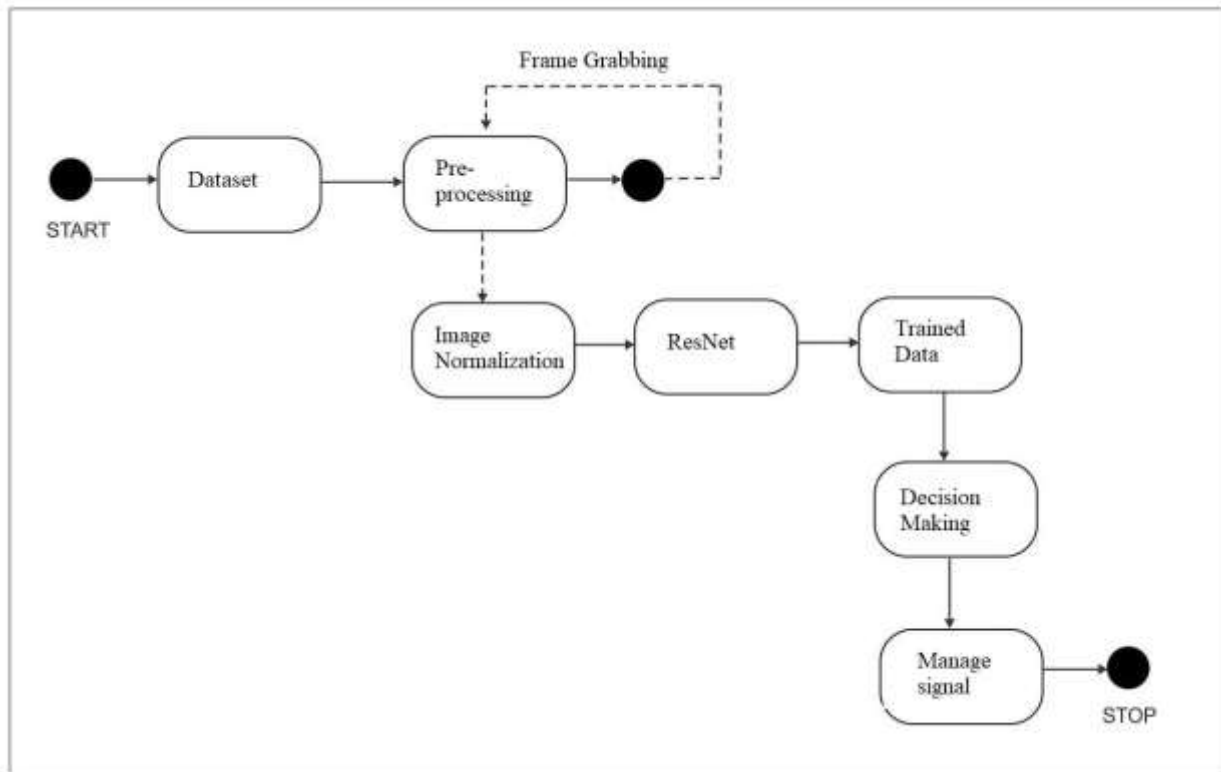 Frame Grabbing
Dataset
Pre-
processing
START
Image
Normalization
ResNet
Trained
Data
Decision
Making
Manage
signal
STOP